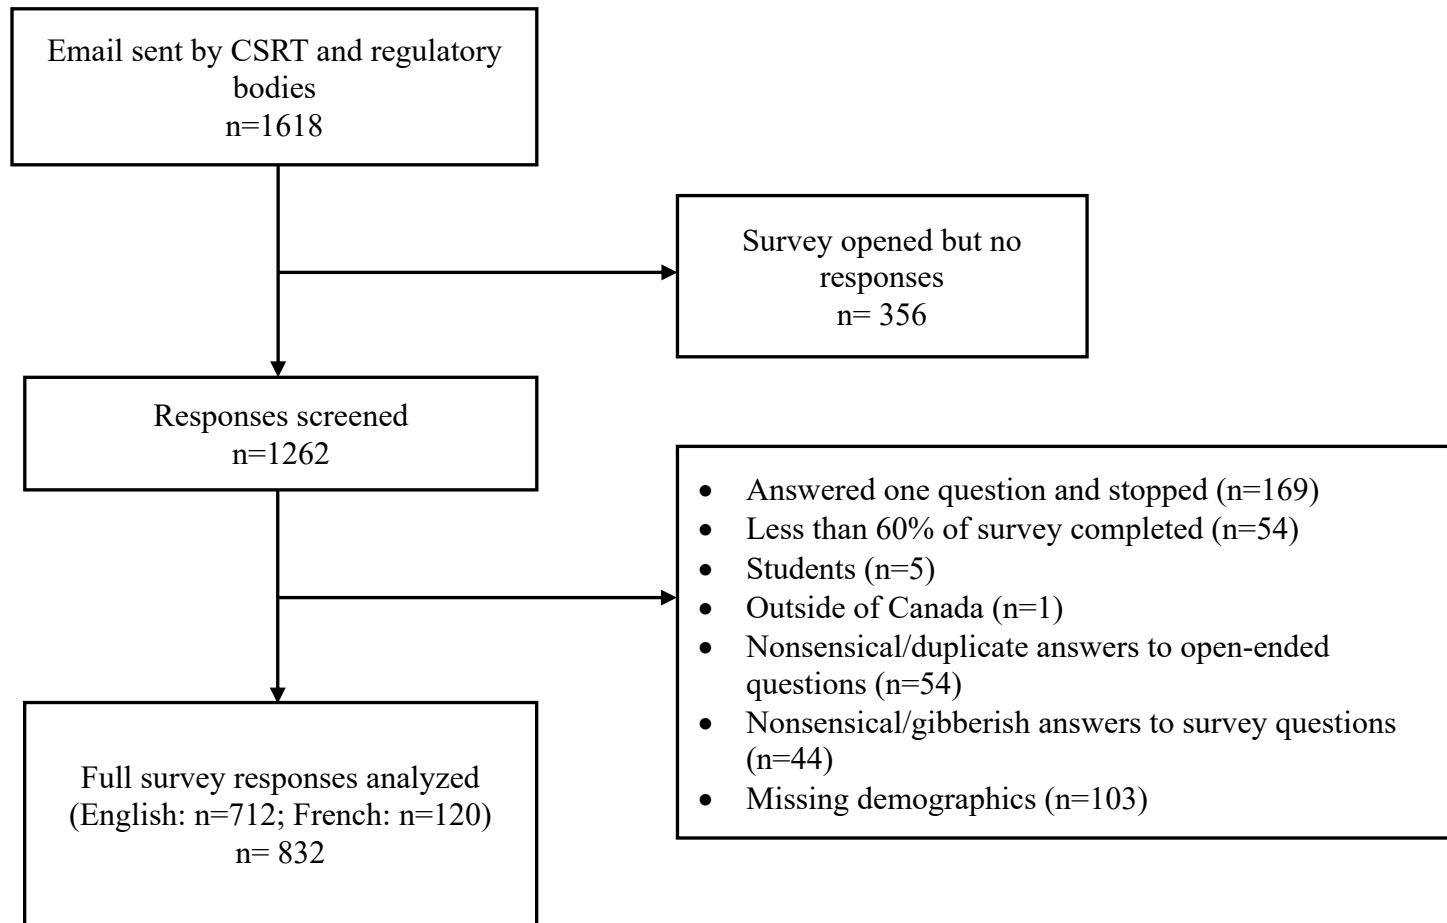 Email sent by CSRT and regulatory
bodies
n=1618
Survey opened but no
responses
n= 356
Responses screened
n=1262
• Answered one question and stopped (n=169)
• Less than 60% of survey completed (n=54)
• Students (n=5)
• Outside of Canada (n=1)
• Nonsensical/duplicate answers to open-ended
questions (n=54)
• Nonsensical/gibberish answers to survey questions
(n=44)
• Missing demographics (n=103)
Full survey responses analyzed
(English: n=712; French: n=120)
n= 832